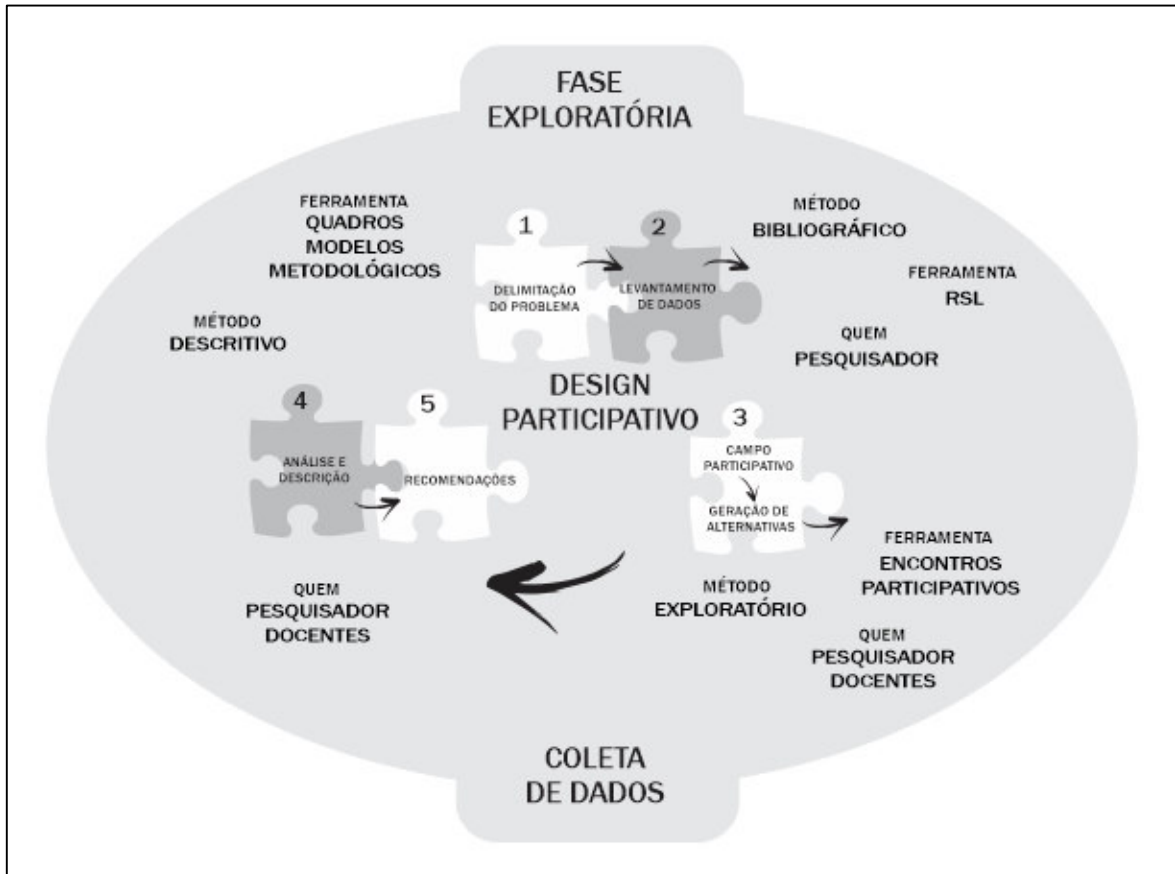 FASE
EXPLORATÓRIA
FERRAMENTA
QUADROS
MODELOS
METODOLÓGICOS
MÉTODO
DESCRITIVO
1
DELIMITAÇÃO
DO PROBLEMA
2
LEVANTAMENTO
DE DADOS
MÉTODO
BIBLIOGRÁFICO
FERRAMENTA
RSL
QUEM
PESQUISADOR
DESIGN
PARTICIPATIVO
4
ANÁLISE E
DESCRIÇÃO
5
RECOMENDAÇÕES
3
CAMPO
PARTICIPATIVO
GERAÇÃO DE
ALTERNATIVAS
FERRAMENTA
ENCONTROS
PARTICIPATIVOS
MÉTODO
EXPLORATÓRIO
QUEM
PESQUISADOR
DOCENTES
QUEM
PESQUISADOR
DOCENTES
COLETA
DE DADOS